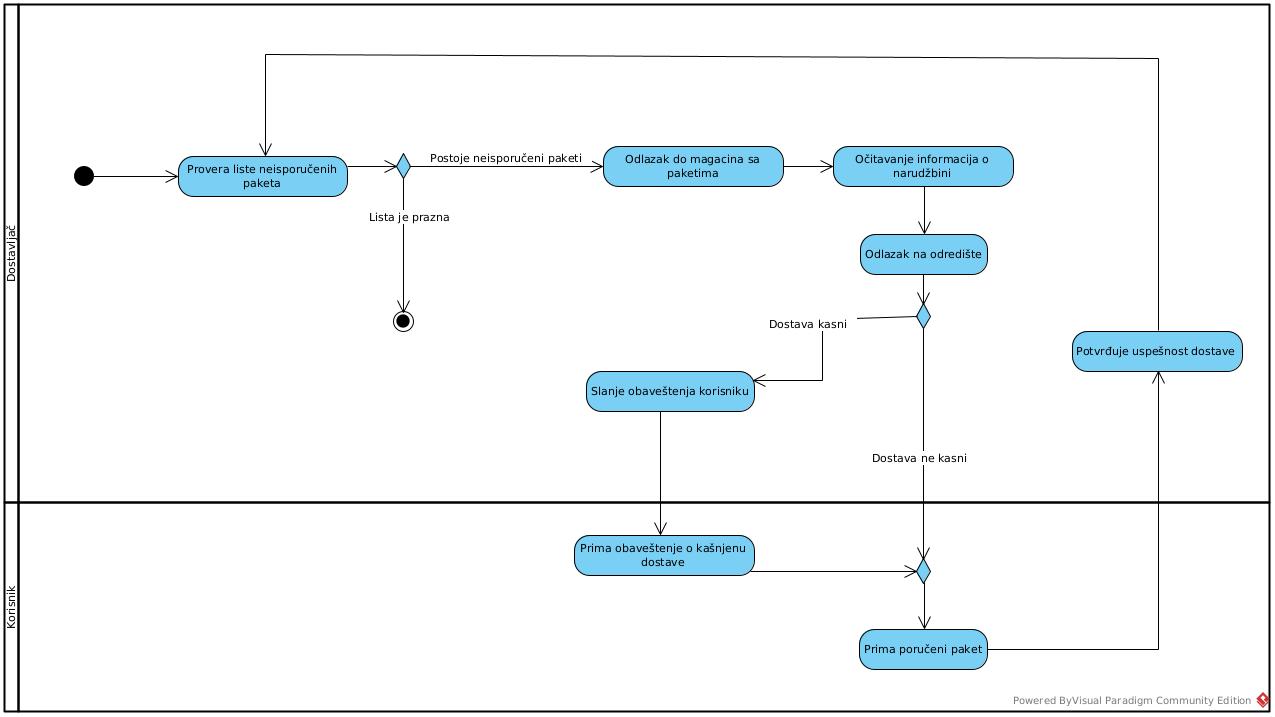 Dostavljač
Provera liste neisporučenih
paketa
Postoje neisporučeni paketi
Odlazak do magacina sa
paketima
Očitavanje informacija o
narudžbini
Lista je prazna
Odlazak na odredište
Dostava kasni
Potvrđuje uspešnost dostave
Slanje obaveštenja korisniku
Dostava ne kasni
Korisnik
Prima obaveštenje o kašnjenu
dostave
Prima poručeni paket
Powered ByVisual Paradigm Community Edition